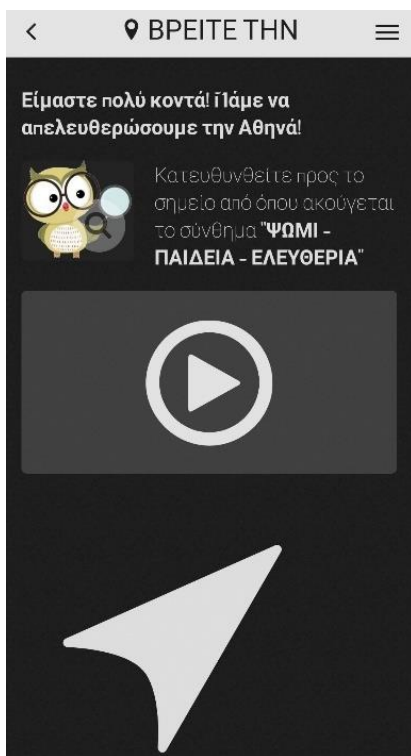 ΒΡΕΙΤΕ ΤΗΝ
Είμαστε πολύ κοντά! Πάμε να
απελευθερώσουμε την Αθηνά!
Κατευθυνθείτε προς το
σημείο από όπου ακούγεται
το σύνθημα "ΨΩΜΙ -
ΠΑΙΔΕΙΑ - ΕΛΕΥΘΕΡΙΑ"